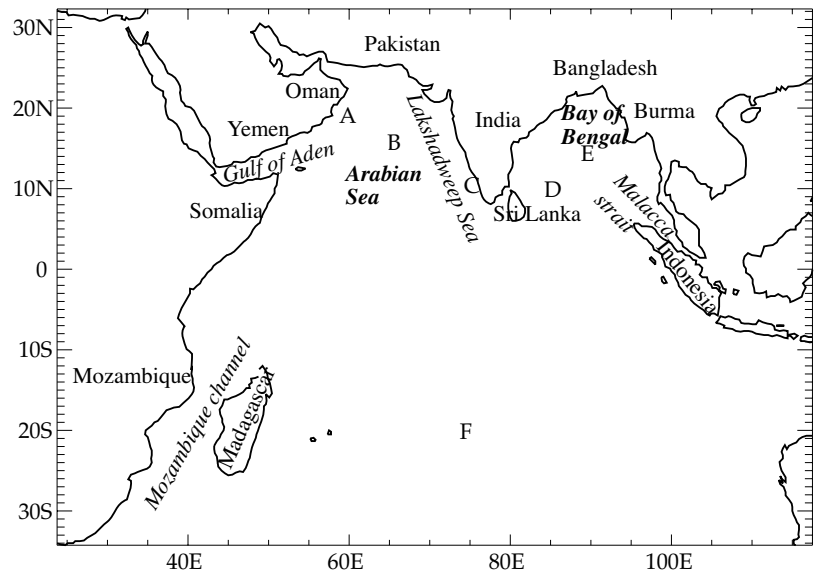 30N
Pakistan
Bangladesh
Oman
20N
A
Lakshadweep Sea
India
Bay of
Bengal
Burma
Yemen
B
E
Gulf of Aden
Arabian
Sea
10N
C
D
Malacca
strait
Somalia
Sri Lanka
0
Indonesia
10S
Mozambique
Mozambique channel
Madagascar
20S
F
30S
40E
60E
80E
100E